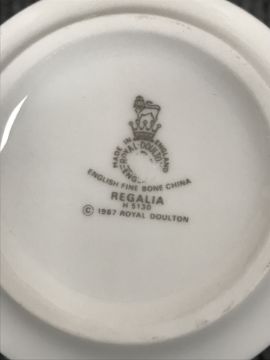 MADE IN ENGLAND
ROYAL DOULTON
ENGLISH FINE BONE CHINA
REGALIA
H 5130
© 1987 ROYAL DOULTON